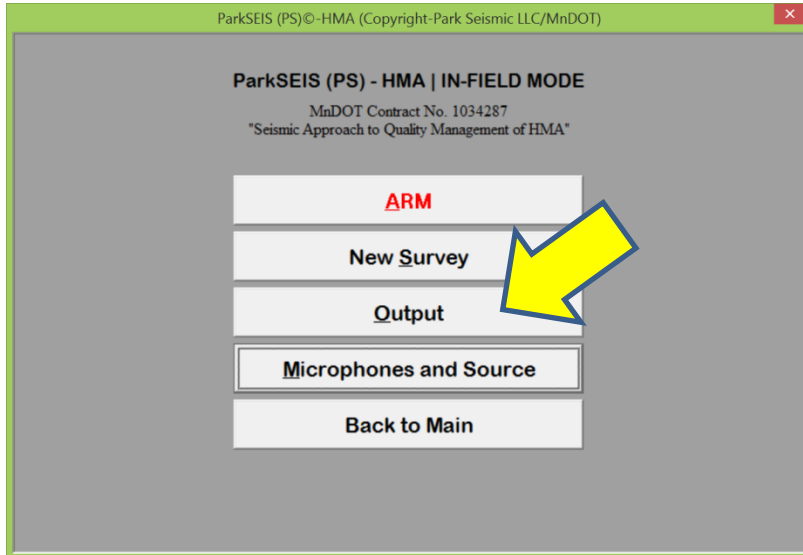 ParkSEIS (PS)©-HMA (Copyright-Park Seismic LLC/MnDOT)
ParkSEIS (PS) - HMA | IN-FIELD MODE
MnDOT Contract No. 1034287
"Seismic Approach to Quality Management of HMA"
ARM
New Survey
Output
Microphones and Source
Back to Main